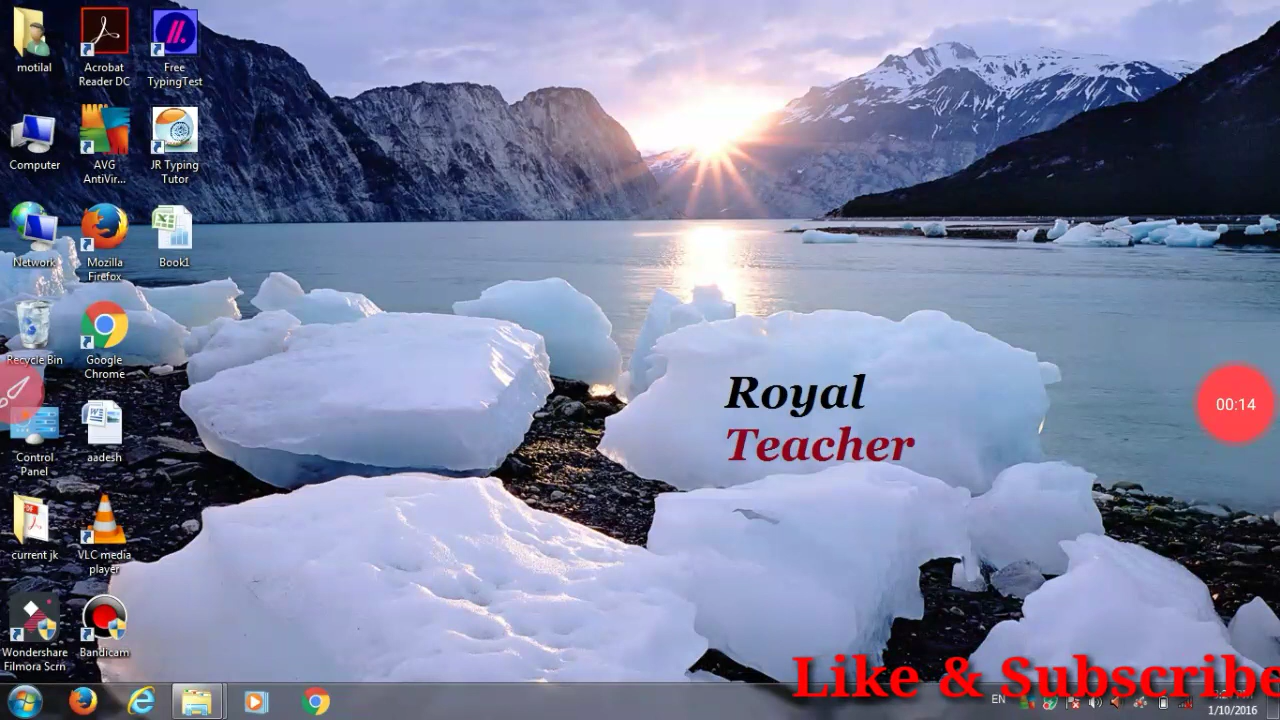 motilal
Acrobat
Reader DC
Free
TypingTest
Computer
AVG
AntiVir...
JR Typing
Tutor
Network
Mozilla
Firefox
Book1
Recycle Bin
Google
Chrome
Control
Panel
aadesh
current jk
VLC media
player
Wondershare
Filmora Scrn
Bandicam
Royal
Teacher
00:14
Like & Subscribe
EN
1/10/2016